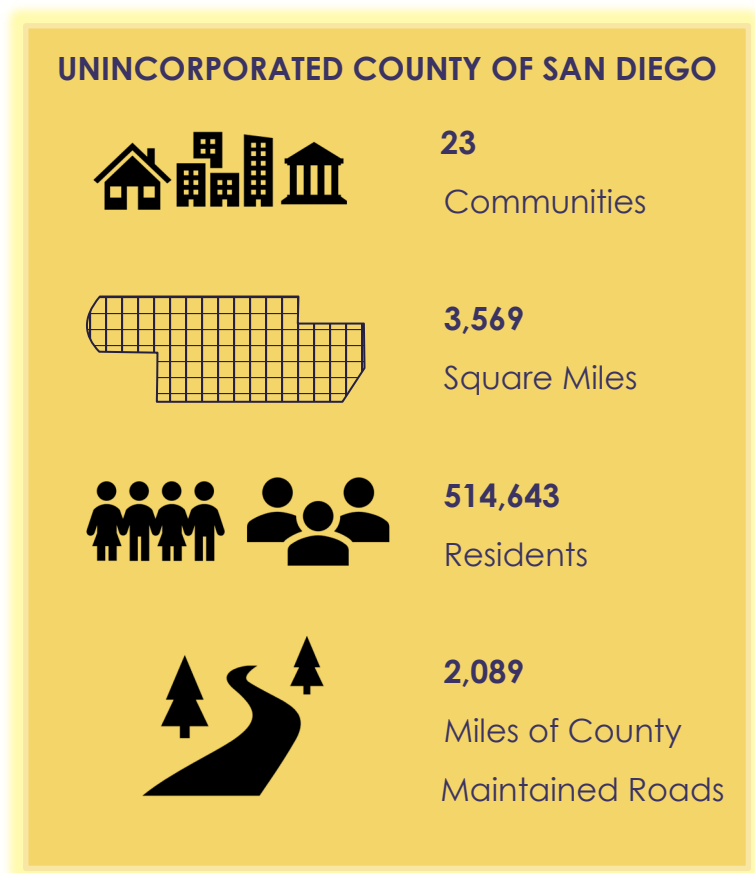 UNINCORPORATED COUNTY OF SAN DIEGO
23
Communities
3,569
Square Miles
514,643
Residents
2,089
Miles of County
Maintained Roads